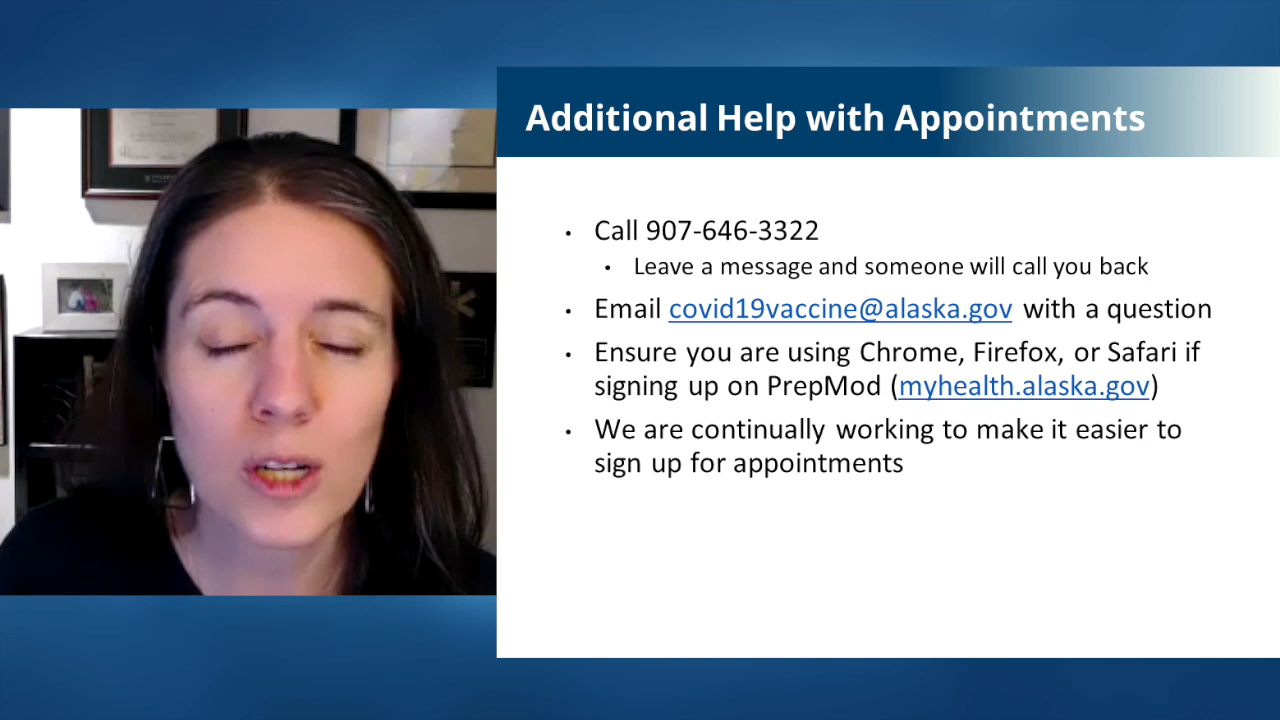 Additional Help with Appointments
• Call 907-646-3322
• Leave a message and someone will call you back
• Email covid19vaccine@alaska.gov with a question
• Ensure you are using Chrome, Firefox, or Safari if
signing up on PrepMod (myhealth.alaska.gov)
• We are continually working to make it easier to
sign up for appointments